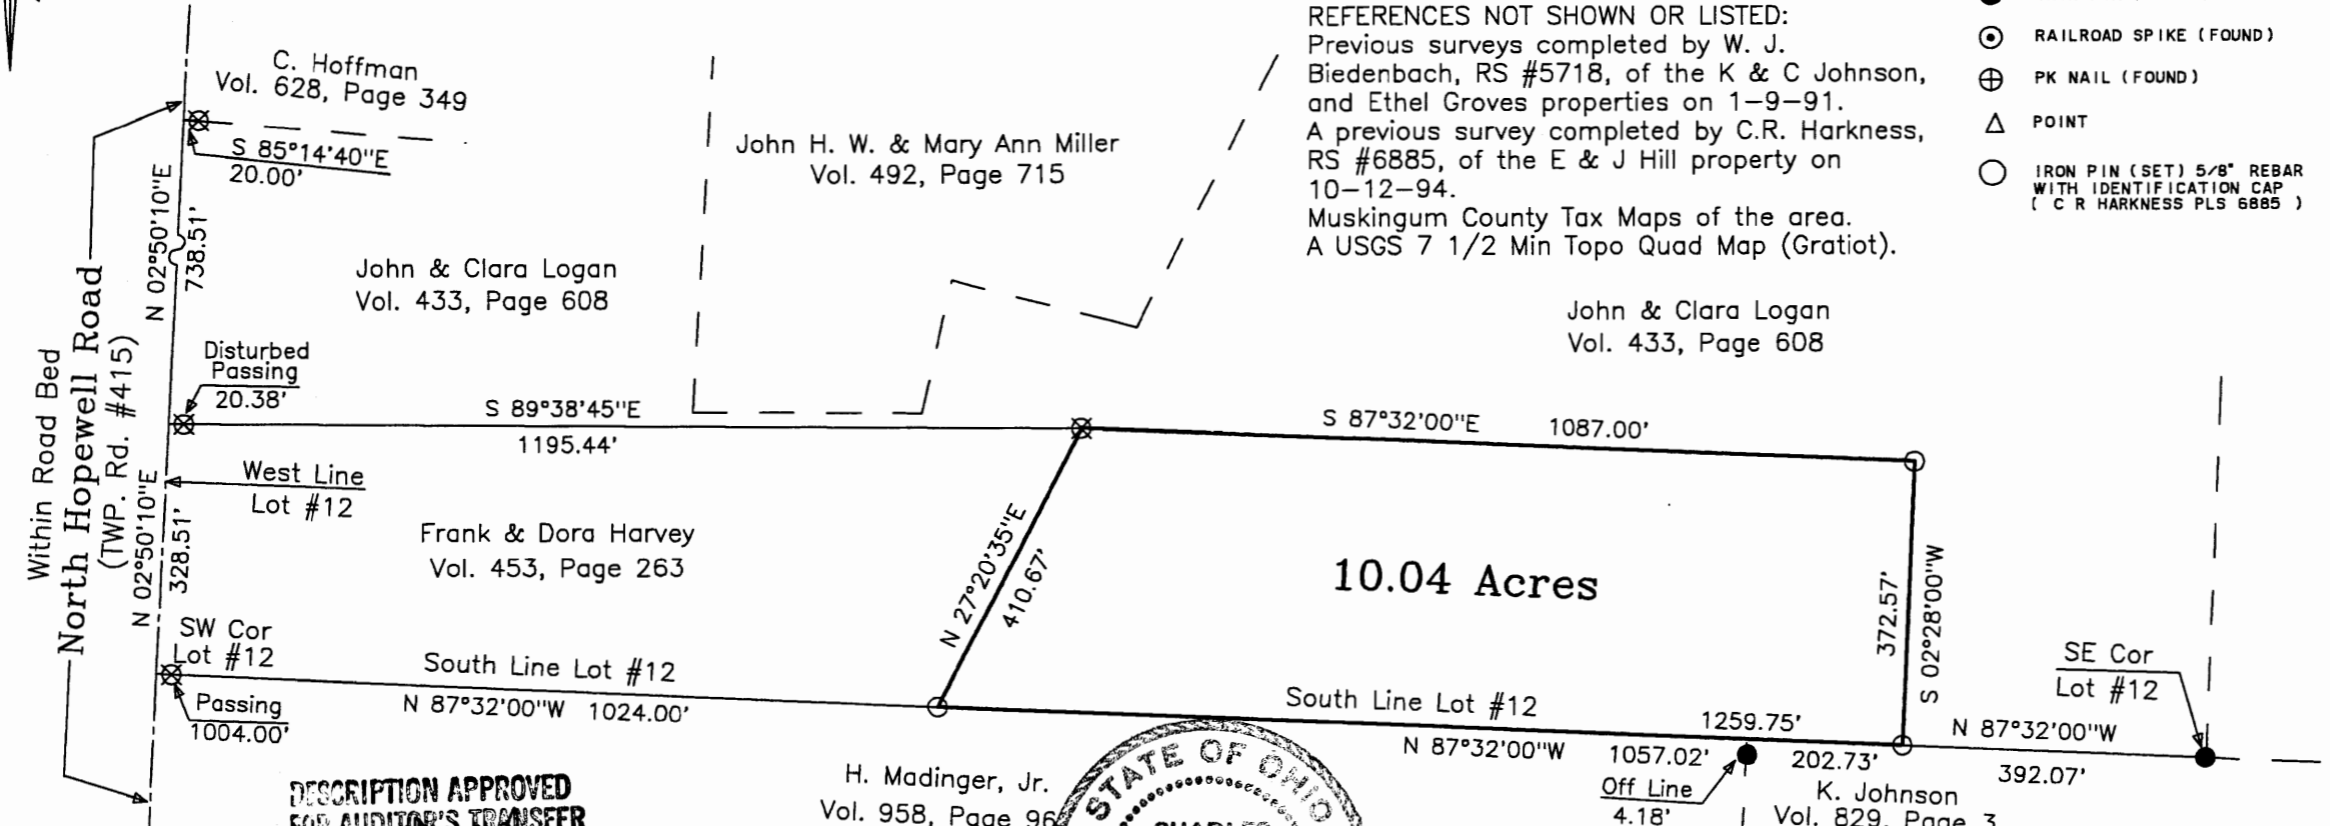 C. Hoffman
Vol. 628, Page 349
S 85°14'40"E
20.00'
N 02°50'10"E
738.51'
John H. W. & Mary Ann Miller
Vol. 492, Page 715
REFERENCES NOT SHOWN OR LISTED:
Previous surveys completed by W. J.
Biedenbach, RS #5718, of the K & C Johnson,
and Ethel Groves properties on 1-9-91.
A previous survey completed by C.R. Harkness,
RS #6885, of the E & J Hill property on
10-12-94.
Muskingum County Tax Maps of the area.
A USGS 7 1/2 Min Topo Quad Map (Gratiot).
RAILROAD SPIKE (FOUND)
PK NAIL (FOUND)
POINT
IRON PIN (SET) 5/8" REBAR
WITH IDENTIFICATION CAP
( C R HARKNESS PLS 6885 )
John & Clara Logan
Vol. 433, Page 608
John & Clara Logan
Vol. 433, Page 608
Within Road Bed
North Hopewell Road
(TWP. Rd. #415)
Disturbed
Passing
20.38'
S 89°38'45"E
1195.44'
S 87°32'00"E 1087.00'
West Line
Lot #12
N 02°50'10"E
328.51'
Frank & Dora Harvey
Vol. 453, Page 263
N 27°20'35"E
410.67'
10.04 Acres
372.57'
S 02°28'00"W
SW Cor
Lot #12
Passing
1004.00'
South Line Lot #12
N 87°32'00"W 1024.00'
South Line Lot #12
1259.75'
N 87°32'00"W 1057.02'
202.73'
SE Cor
Lot #12
N 87°32'00"W
392.07'
Off Line
4.18'
K. Johnson
Vol. 829, Page 3
H. Madinger, Jr.
Vol. 958, Page 96
STATE OF OHIO
DESCRIPTION APPROVED
FOR AUDITOR'S TRANSFER